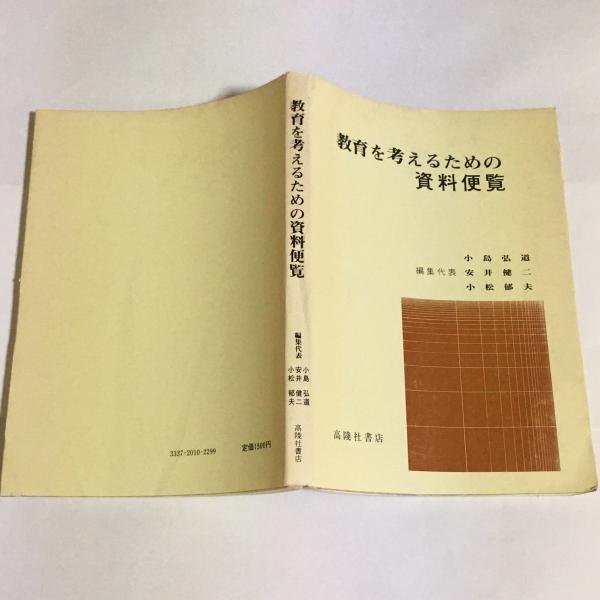 教育を考えるための
資料便覧
小島弘道
編集代表 安井健二
小松郁夫
高陵社書店
教育を考えるための資料便覧
編集代表
小島弘道
安井健二
小松郁夫
高陵社書店
3337-2010-2299
定価1500円